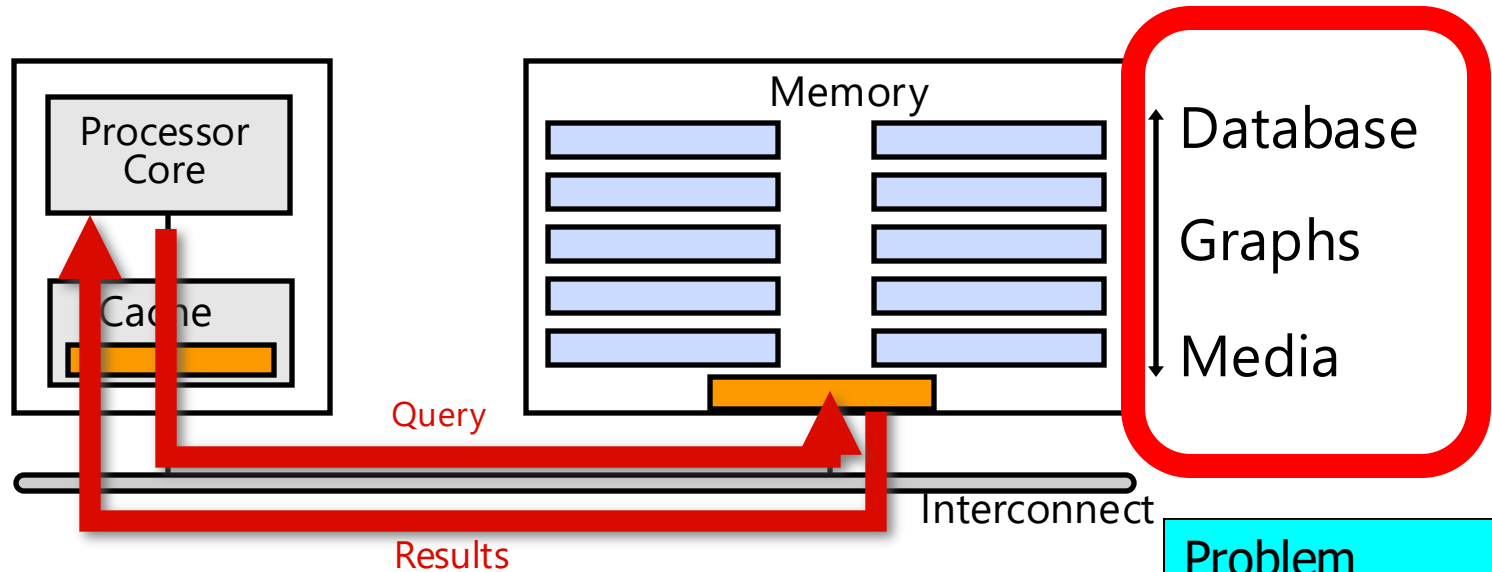 Processor
Core
Cache
Memory
Database
Graphs
Media
Query
Interconnect
Results
Problem